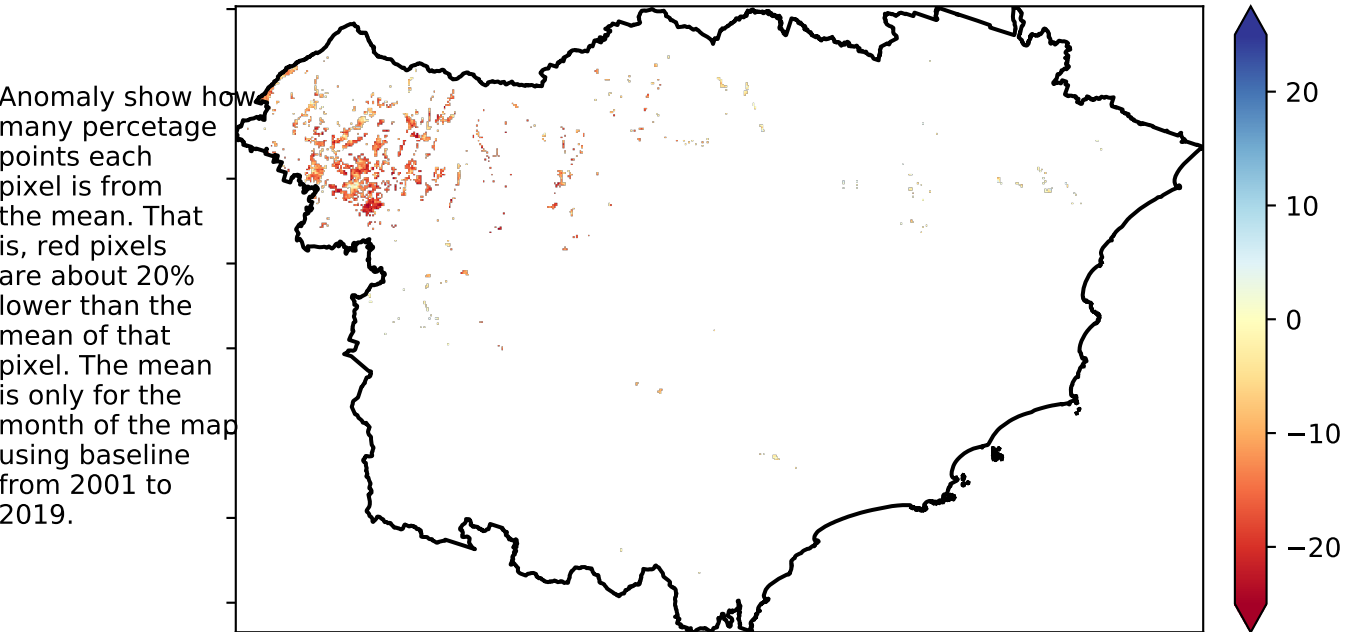 Anomaly show how
many percetage
points each
pixel is from
the mean. That
is, red pixels
are about 20%
lower than the
mean of that
pixel. The mean
is only for the
month of the map
using baseline
from 2001 to
2019.
20
10
0
−10
−20